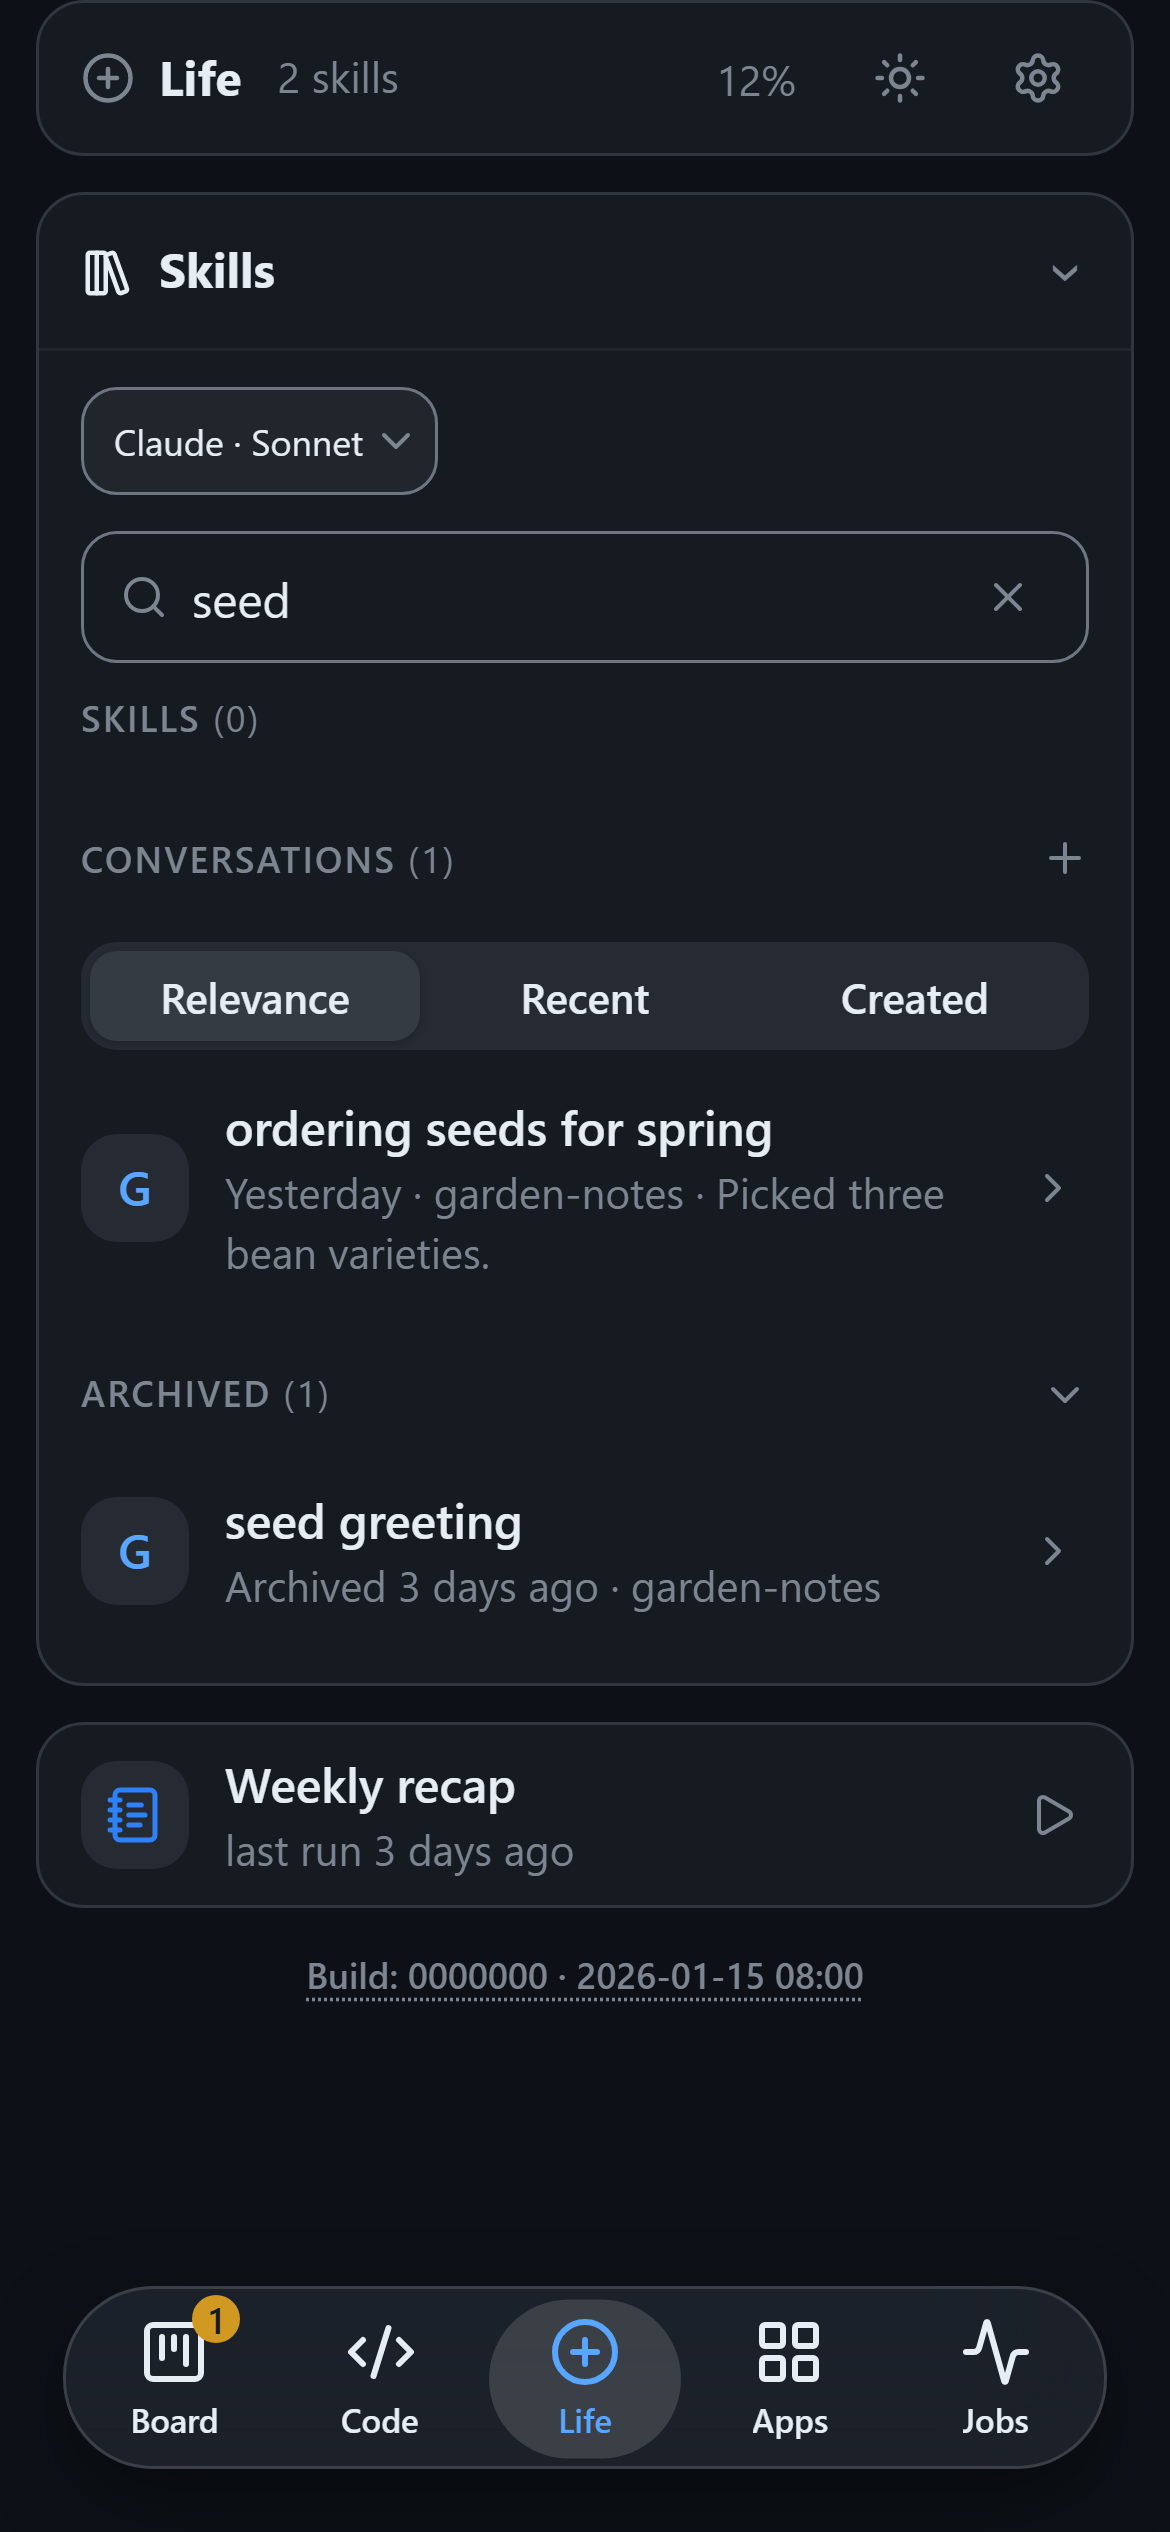 Life 2 skills 12%
Skills
Claude · Sonnet
seed
SKILLS (0)
CONVERSATIONS (1)
Relevance Recent Created
ordering seeds for spring
G
Yesterday · garden-notes · Picked three
bean varieties.
ARCHIVED (1)
seed greeting
G
Archived 3 days ago · garden-notes
Weekly recap
last run 3 days ago
Build: 0000000 · 2026-01-15 08:00
1
Board Code Life Apps Jobs